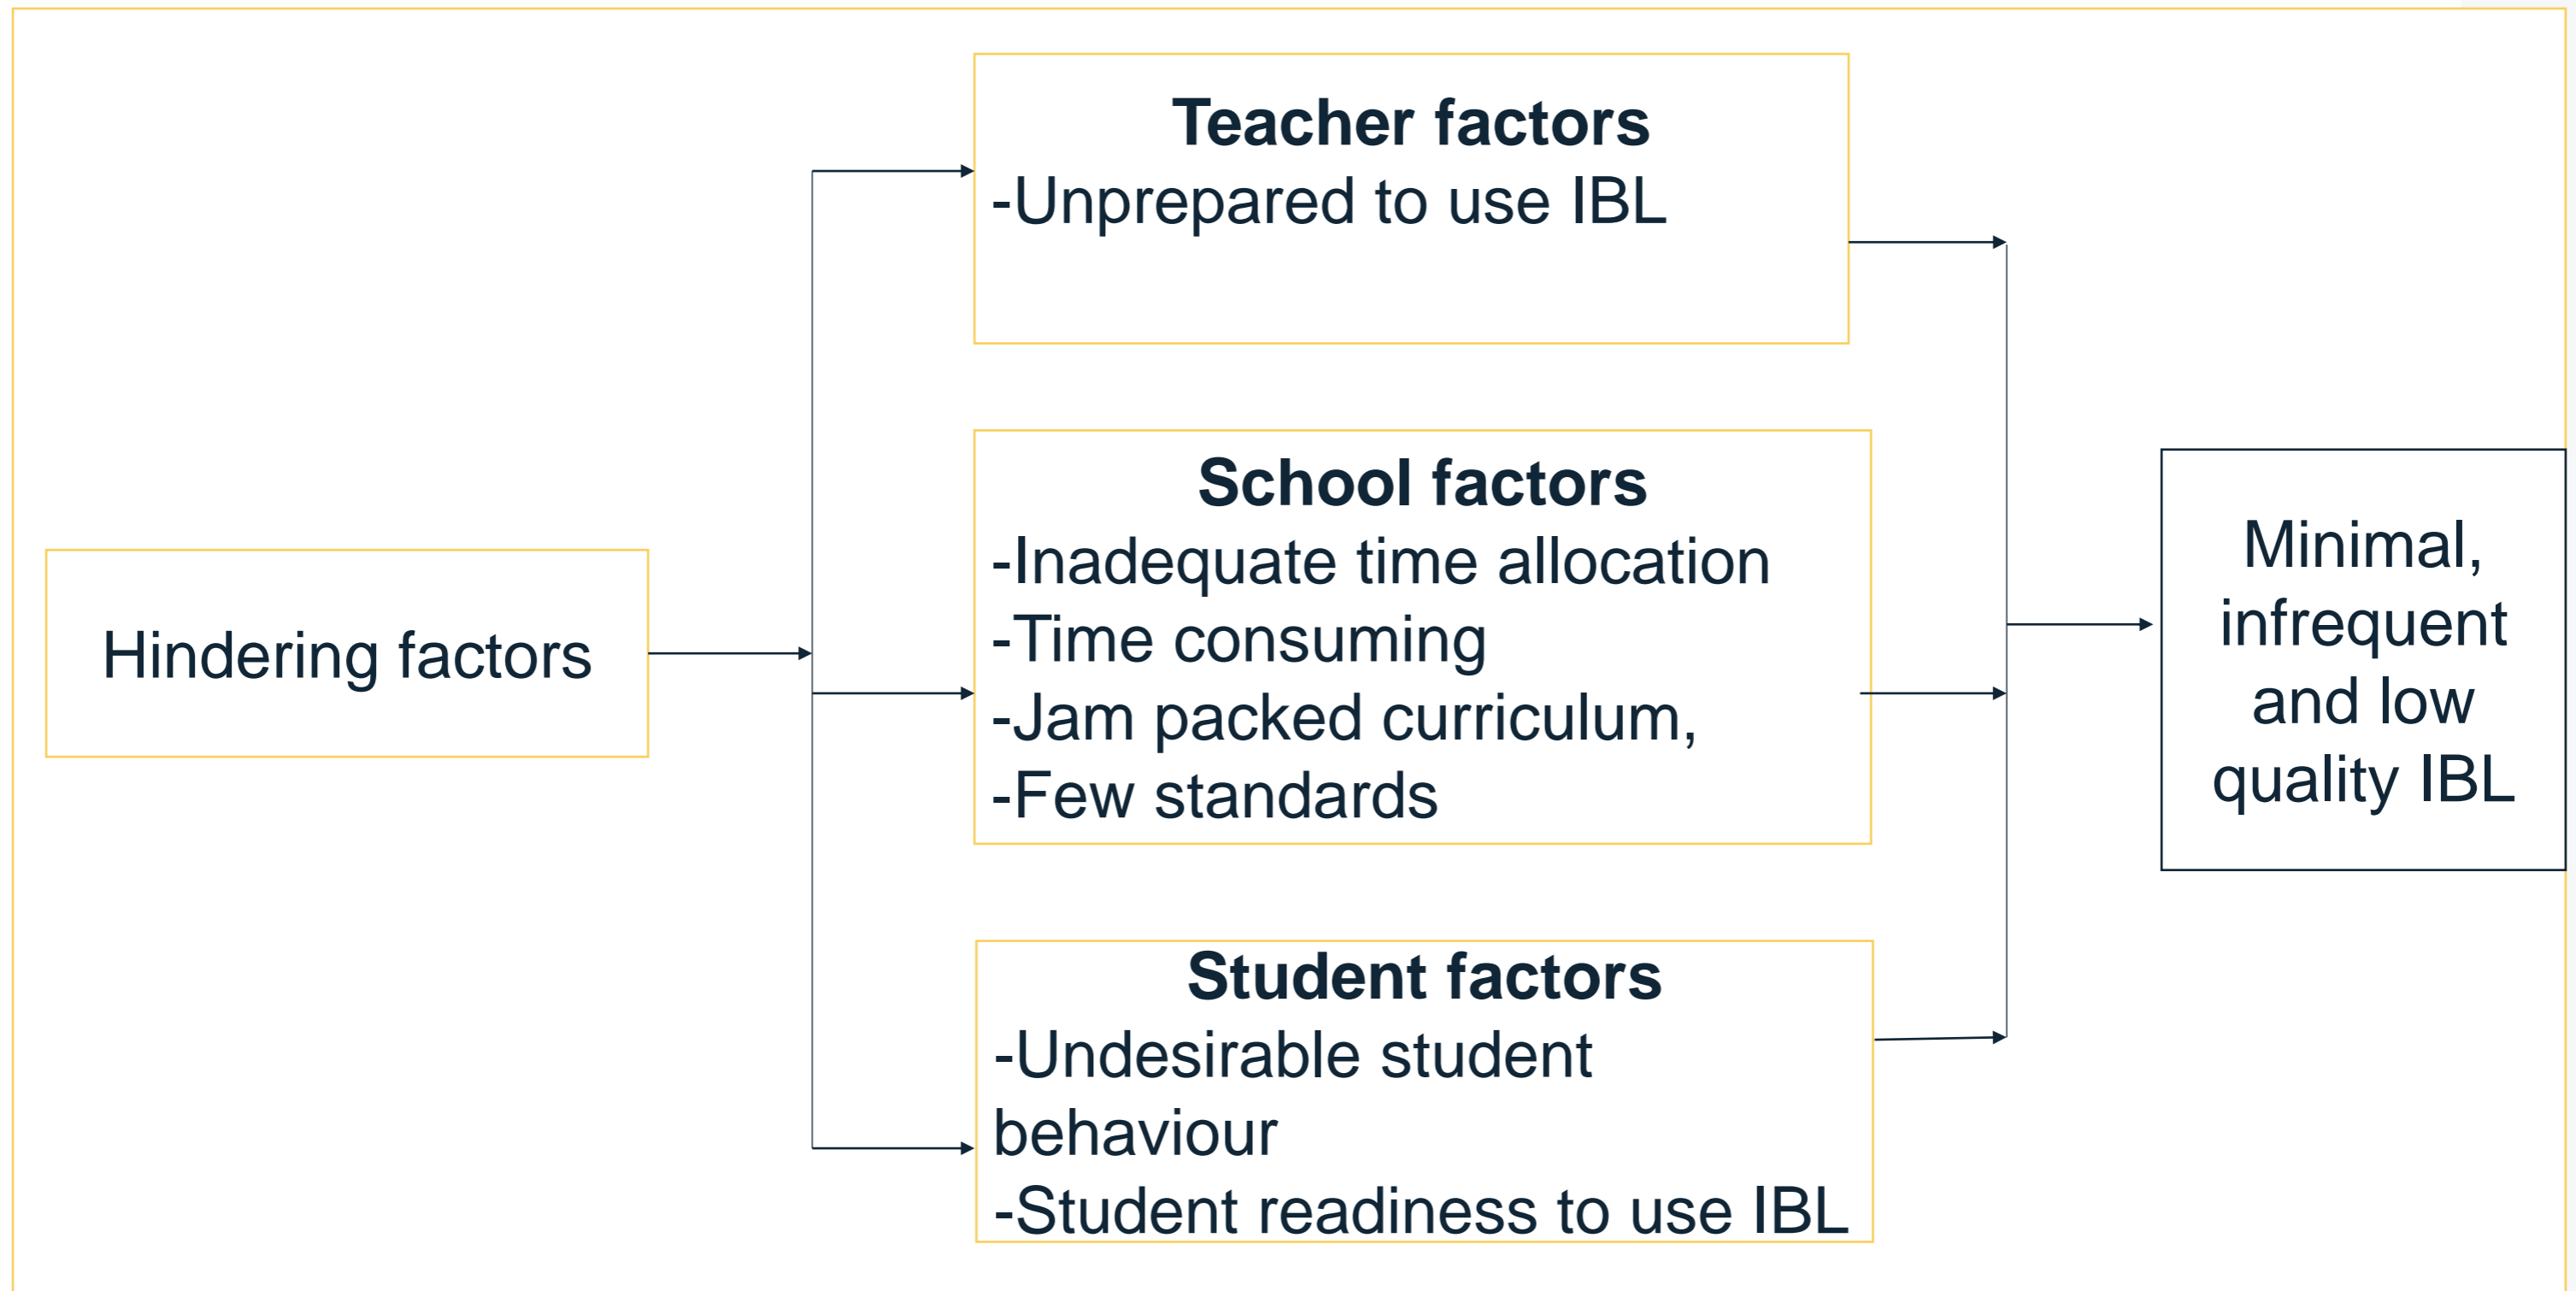 Hindering factors
Teacher factors
-Unprepared to use IBL
School factors
-Inadequate time allocation
-Time consuming
-Jam packed curriculum,
-Few standards
Student factors
-Undesirable student
behaviour
-Student readiness to use IBL
Minimal,
infrequent
and low
quality IBL